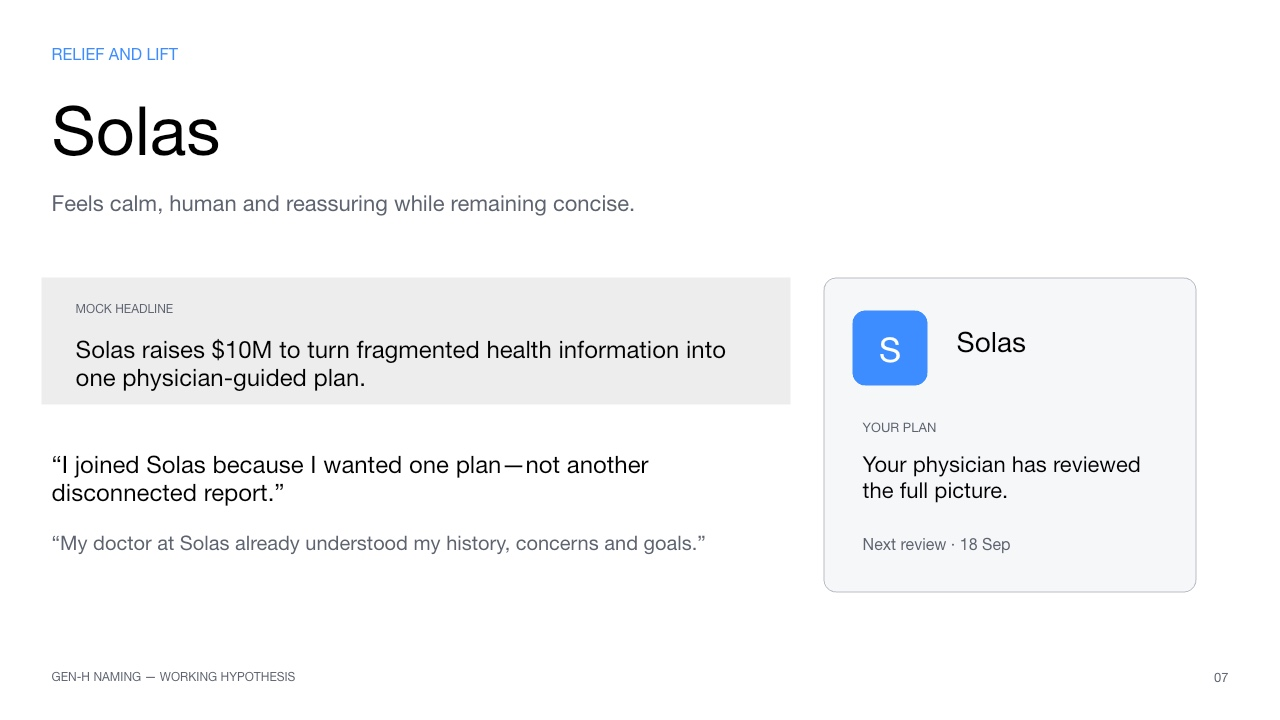 RELIEF AND LIFT
Solas
Feels calm, human and reassuring while remaining concise.
MOCK HEADLINE
Solas raises $10M to turn fragmented health information into
one physician-guided plan.
“I joined Solas because I wanted one plan—not another
disconnected report.”
“My doctor at Solas already understood my history, concerns and goals.”
S
Solas
YOUR PLAN
Your physician has reviewed
the full picture.
Next review · 18 Sep
GEN-H NAMING — WORKING HYPOTHESIS
07